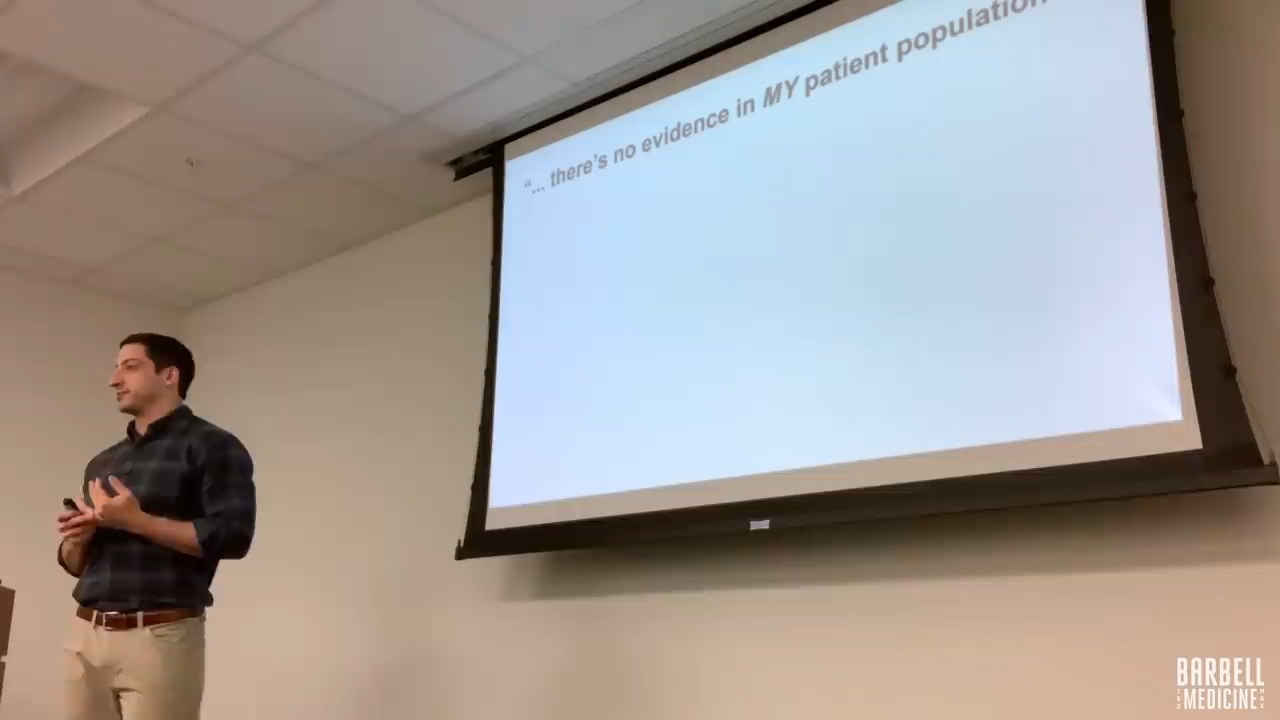 “... there's no evidence in MY patient population
BARBELL
MEDICINE